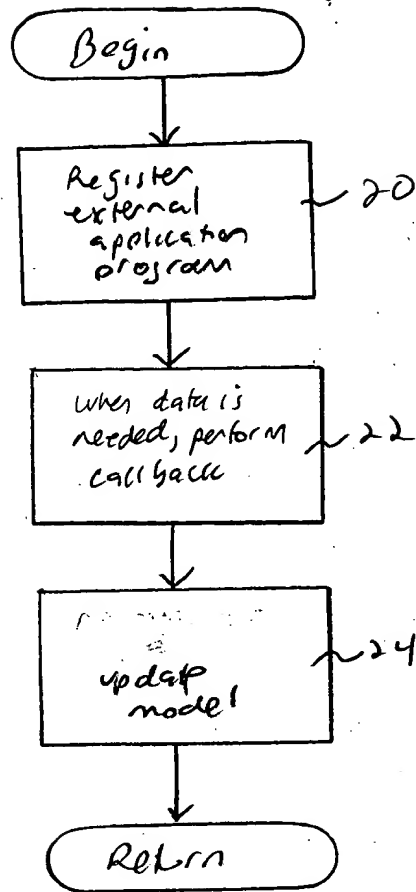 Begin
Register
external
application
program
20
when data is
needed, perform
callback
22
update
model
24
Return